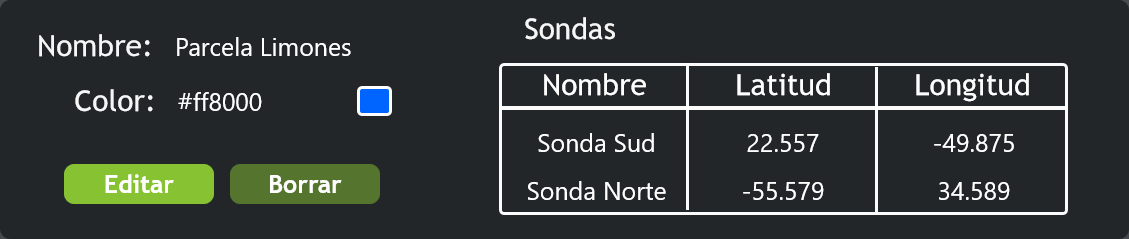 Nombre: Parcela Limones
Color: #ff8000
Editar Borrar
Sondas
Nombre Latitud Longitud
Sonda Sud 22.557 -49.875
Sonda Norte -55.579 34.589